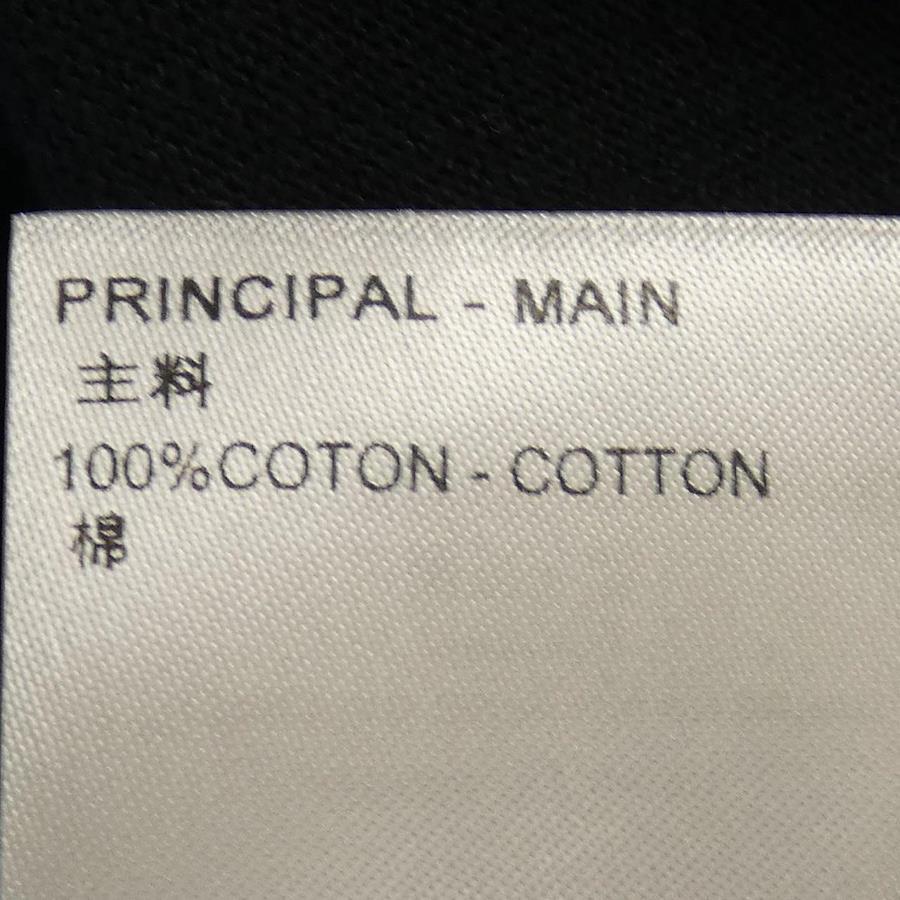 PRINCIPAL - MAIN
主料
100%COTON - COTTON
棉